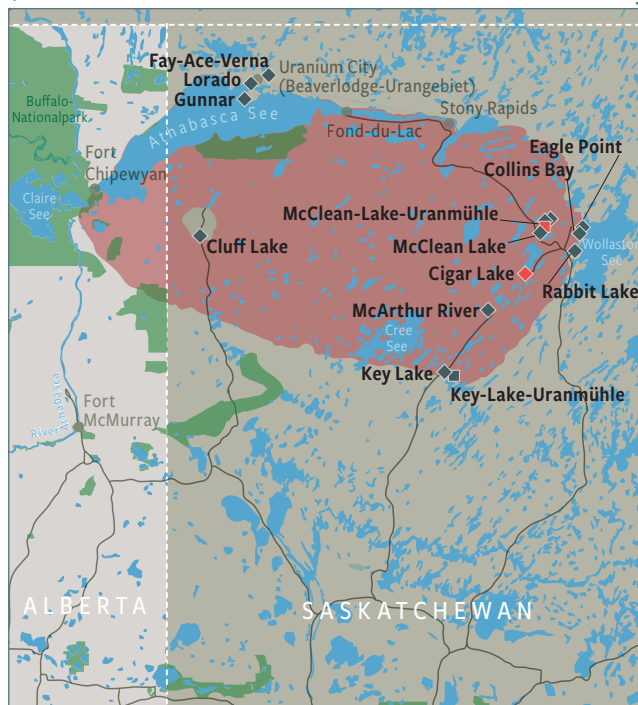 Fay-Ace-Verna
Lorado
Gunnar
Uranium City
(Beaverlodge-Urangebiet)
Stony Rapids
Athabasca See
Fond-du-Lac
Buffalo-
Nationalpark
Fort
Chipewyan
Claire
See
Eagle Point
Collins Bay
McClean-Lake-Uranmühle
McClean Lake
Wollaston
See
Cluff Lake
Cigar Lake
Rabbit Lake
McArthur River
Cree
See
Key Lake
Key-Lake-Uranmühle
River Athabasca
Fort
McMurray
ALBERTA
SASKATCHEWAN